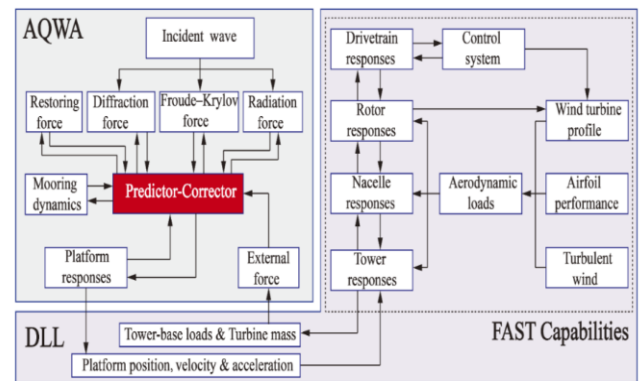 AQWA
Incident wave
Restoring
force
Diffraction
force
Froude–Krylov
force
Radiation
force
Mooring
dynamics
Predictor-Corrector
Platform
responses
External
force
Drivetrain
responses
Control
system
Rotor
responses
Wind turbine
profile
Nacelle
responses
Aerodynamic
loads
Airfoil
performance
Tower
responses
Turbulent
wind
FAST Capabilities
DLL
Tower-base loads & Turbine mass
Platform position, velocity & acceleration